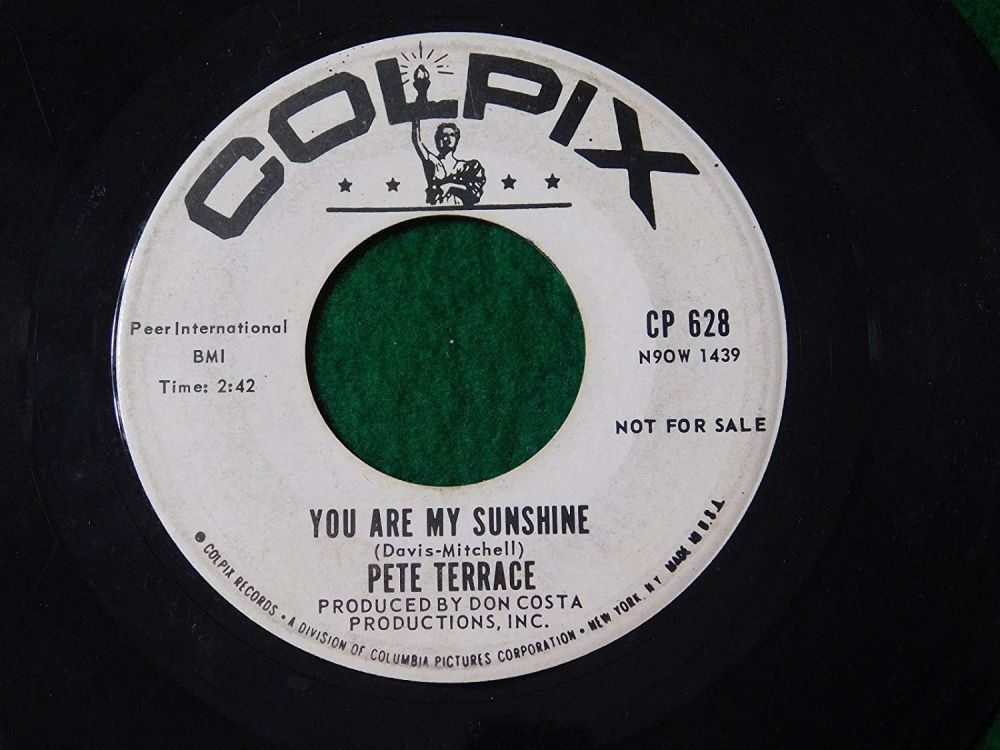 COLPIX
Peer International
BMI
Time: 2:42
CP 628
N9OW 1439
NOT FOR SALE
YOU ARE MY SUNSHINE
(Davis-Mitchell)
PETE TERRACE
PRODUCED BY DON COSTA
PRODUCTIONS, INC.
• COLPIX RECORDS • A DIVISION OF COLUMBIA PICTURES CORPORATION • NEW YORK, N.Y. MADE IN U.S.A.